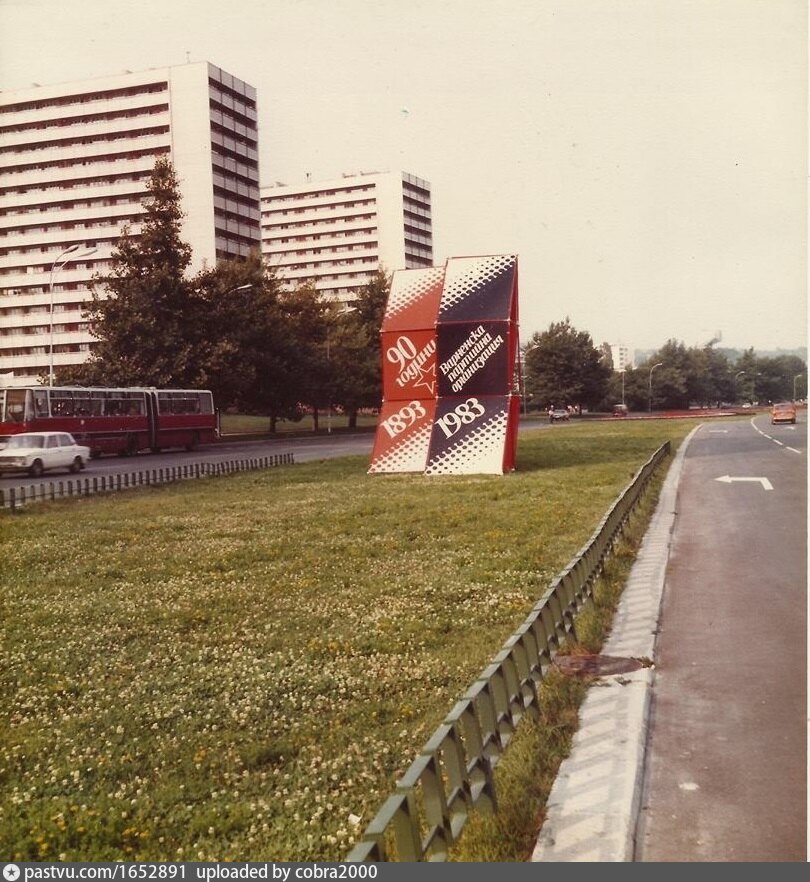 90
години
1893
Варненска
партийна
организация
1983
pastvu.com/1652891 uploaded by cobra2000